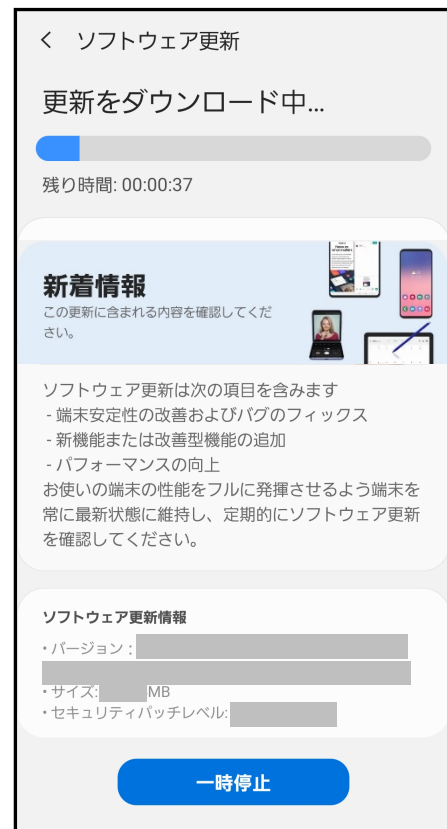 ソフトウェア更新
更新をダウンロード中...
残り時間: 00:00:37
新着情報
この更新に含まれる内容を確認してくだ
さい。
ソフトウェア更新は次の項目を含みます
- 端末安定性の改善およびバグのフィックス
- 新機能または改善型機能の追加
- パフォーマンスの向上
お使いの端末の性能をフルに発揮させるよう端末を
常に最新状態に維持し、定期的にソフトウェア更新
を確認してください。
ソフトウェア更新情報
・バージョン :
・サイズ: MB
・セキュリティパッチレベル:
一時停止